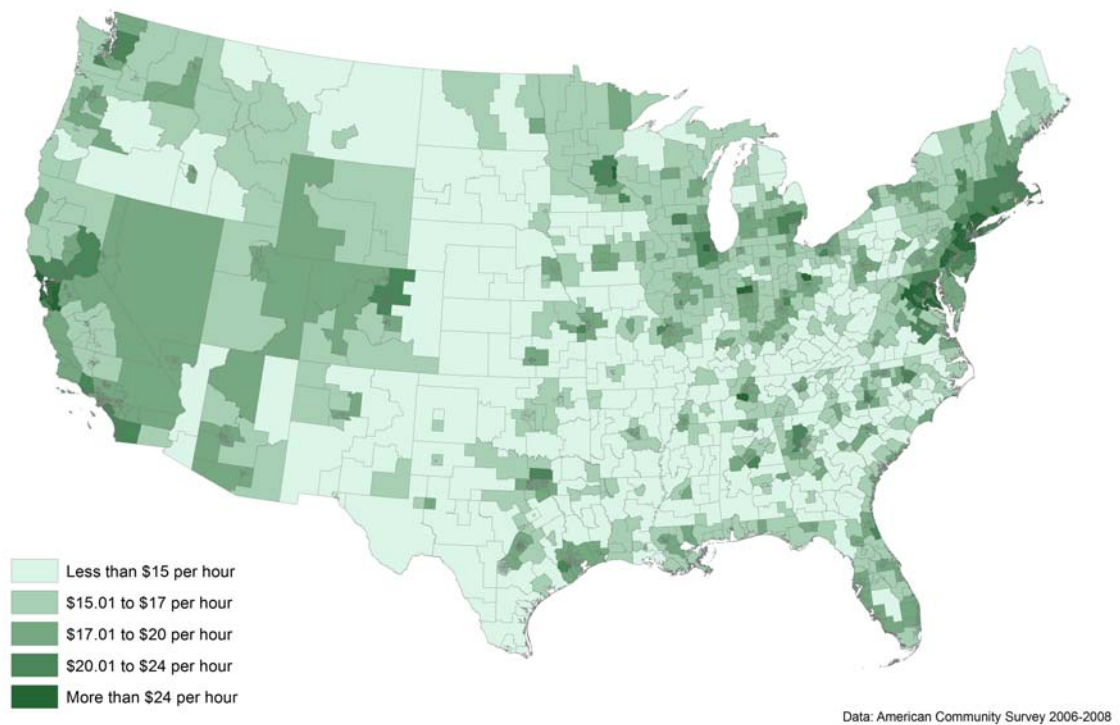 Less than $15 per hour
$15.01 to $17 per hour
$17.01 to $20 per hour
$20.01 to $24 per hour
More than $24 per hour
Data: American Community Survey 2006-2008